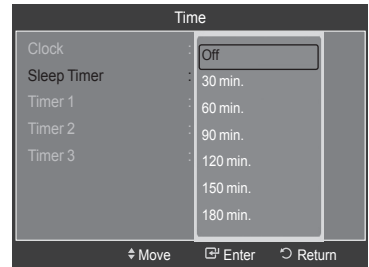 Time
Clock :
Sleep Timer :
Timer 1 :
Timer 2 :
Timer 3 :
Off
30 min.
60 min.
90 min.
120 min.
150 min.
180 min.
Move Enter Return